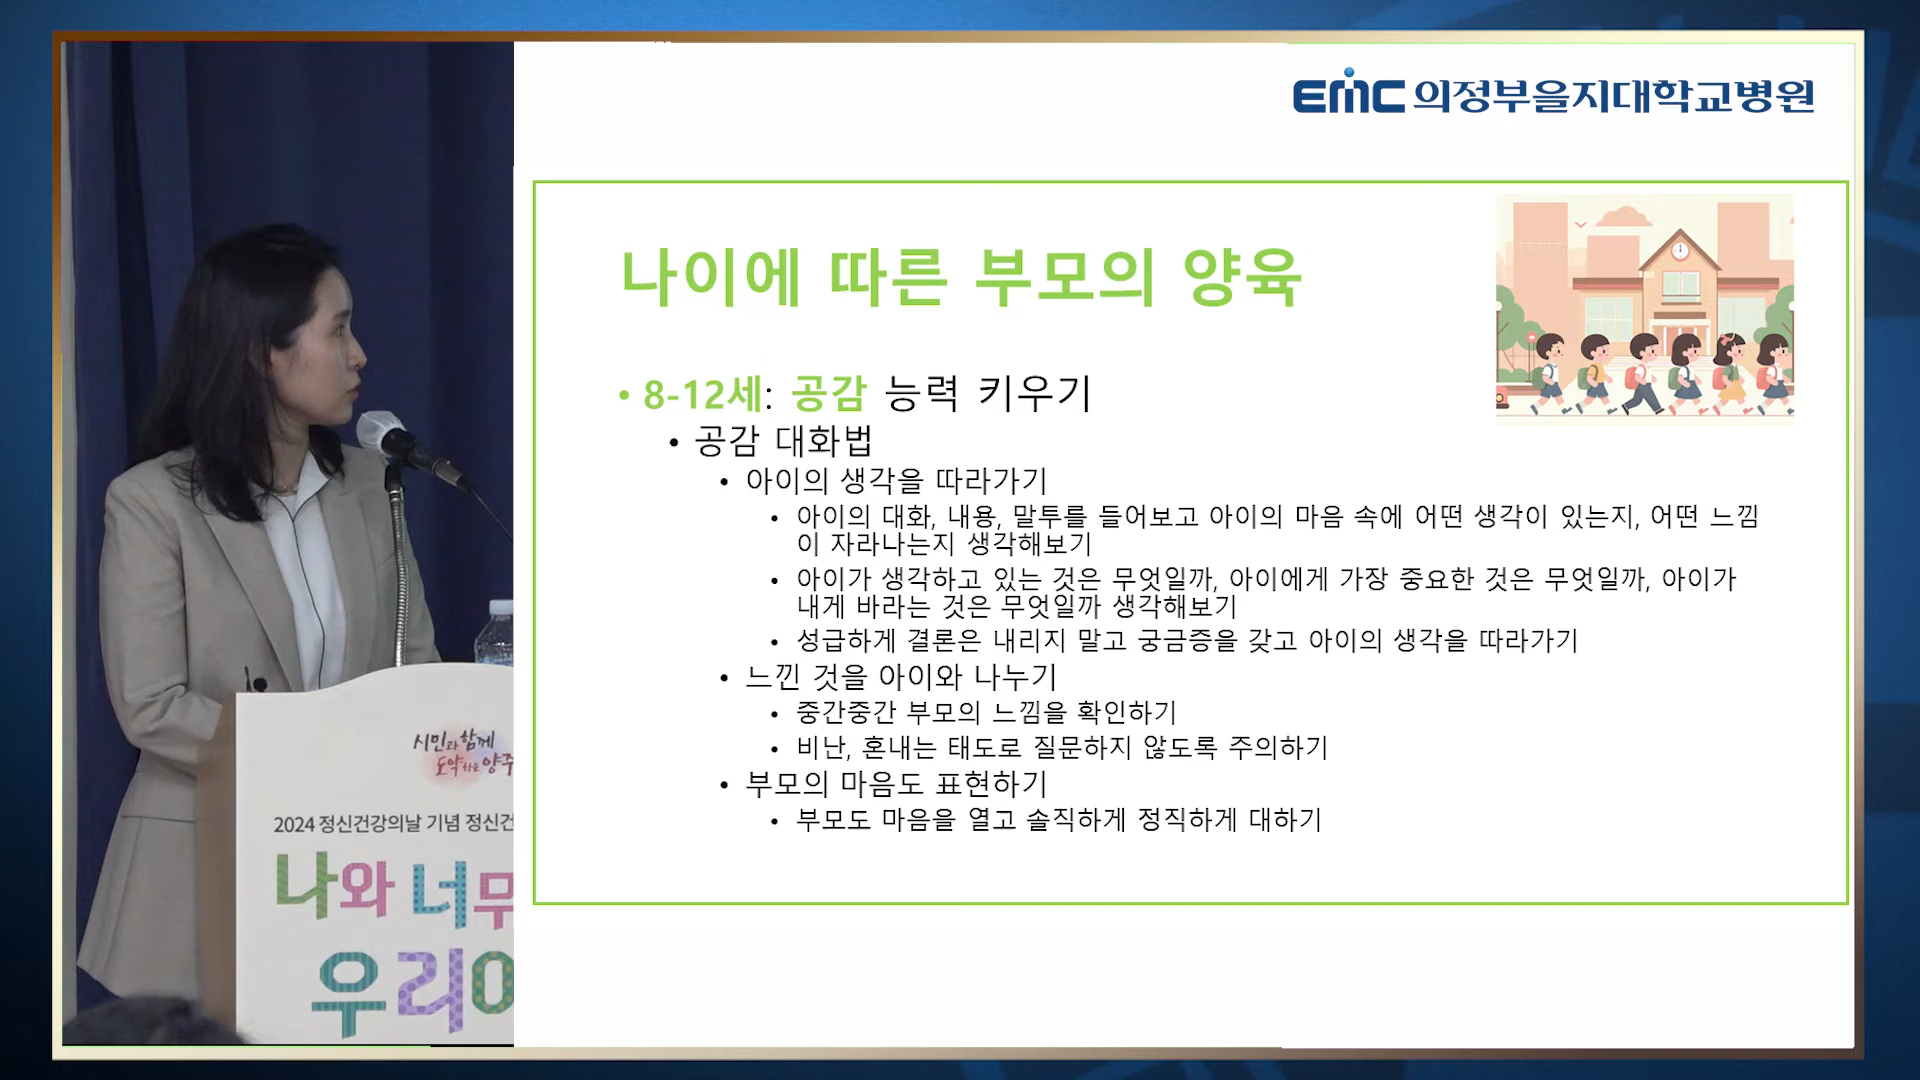 EMC 의정부을지대학교병원
나이에 따른 부모의 양육
• 8-12세: 공감 능력 키우기
• 공감 대화법
• 아이의 생각을 따라가기
• 아이의 대화, 내용, 말투를 들어보고 아이의 마음 속에 어떤 생각이 있는지, 어떤 느낌
이 자라나는지 생각해보기
• 아이가 생각하고 있는 것은 무엇일까, 아이에게 가장 중요한 것은 무엇일까, 아이가
내게 바라는 것은 무엇일까 생각해보기
• 성급하게 결론은 내리지 말고 궁금증을 갖고 아이의 생각을 따라가기
• 느낀 것을 아이와 나누기
• 중간중간 부모의 느낌을 확인하기
• 비난, 혼내는 태도로 질문하지 않도록 주의하기
• 부모의 마음도 표현하기
• 부모도 마음을 열고 솔직하게 정직하게 대하기
시민과 함께
도약하는 양주
2024 정신건강의날 기념 정신건
나와 너무
우리